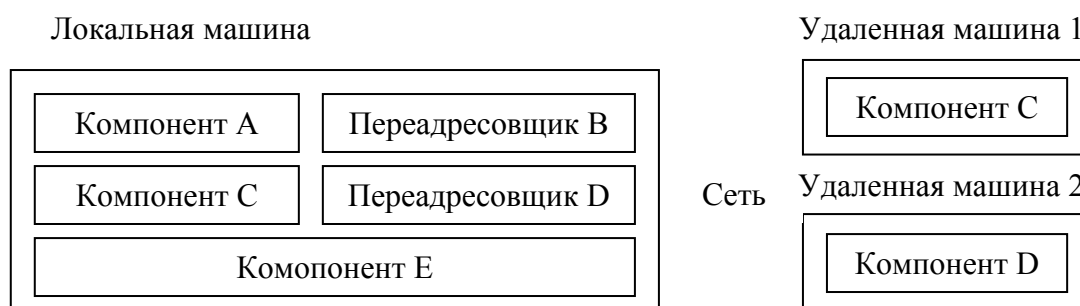 Локальная машина
Удаленная машина 1
Компонент А
Переадресовщик В
Компонент С
Компонент С
Переадресовщик D
Сеть
Удаленная машина 2
Комопонент Е
Компонент D